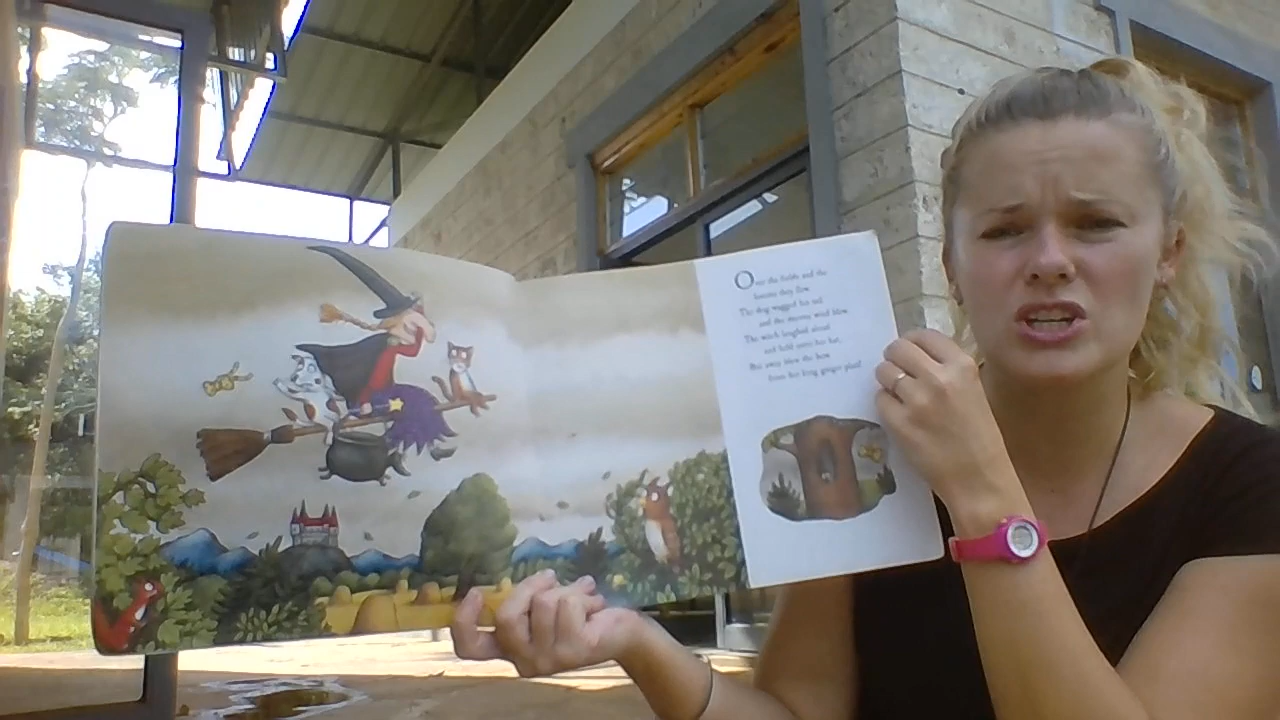 Over the fields and the
forests they flew.
The dog wagged his tail
and the stormy wind blew.
The witch laughed aloud
and held onto her hat,
But away blew the bow
from her long ginger plait!